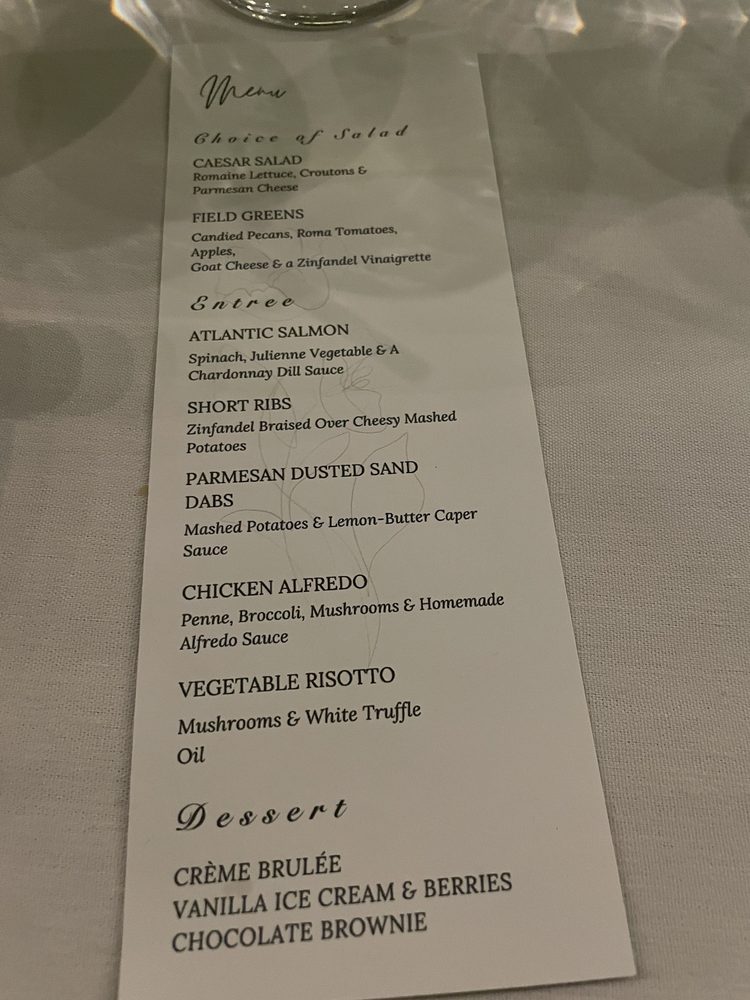 Menu
Choice of Salad
CAESAR SALAD
Romaine Lettuce, Croutons &
Parmesan Cheese
FIELD GREENS
Candied Pecans, Roma Tomatoes,
Apples,
Goat Cheese & a Zinfandel Vinaigrette
Entree
ATLANTIC SALMON
Spinach, Julienne Vegetable & A
Chardonnay Dill Sauce
SHORT RIBS
Zinfandel Braised Over Cheesy Mashed
Potatoes
PARMESAN DUSTED SAND
DABS
Mashed Potatoes & Lemon-Butter Caper
Sauce
CHICKEN ALFREDO
Penne, Broccoli, Mushrooms & Homemade
Alfredo Sauce
VEGETABLE RISOTTO
Mushrooms & White Truffle
Oil
Dessert
CRÈME BRULÉE
VANILLA ICE CREAM & BERRIES
CHOCOLATE BROWNIE